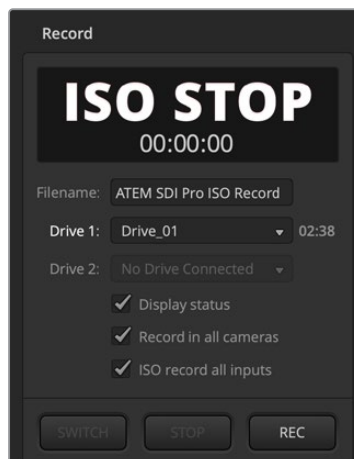 Record
ISO STOP
00:00:00
Filename: ATEM SDI Pro ISO Record
Drive 1: Drive_01 02:38
Drive 2: No Drive Connected
Display status
Record in all cameras
ISO record all inputs
SWITCH STOP REC